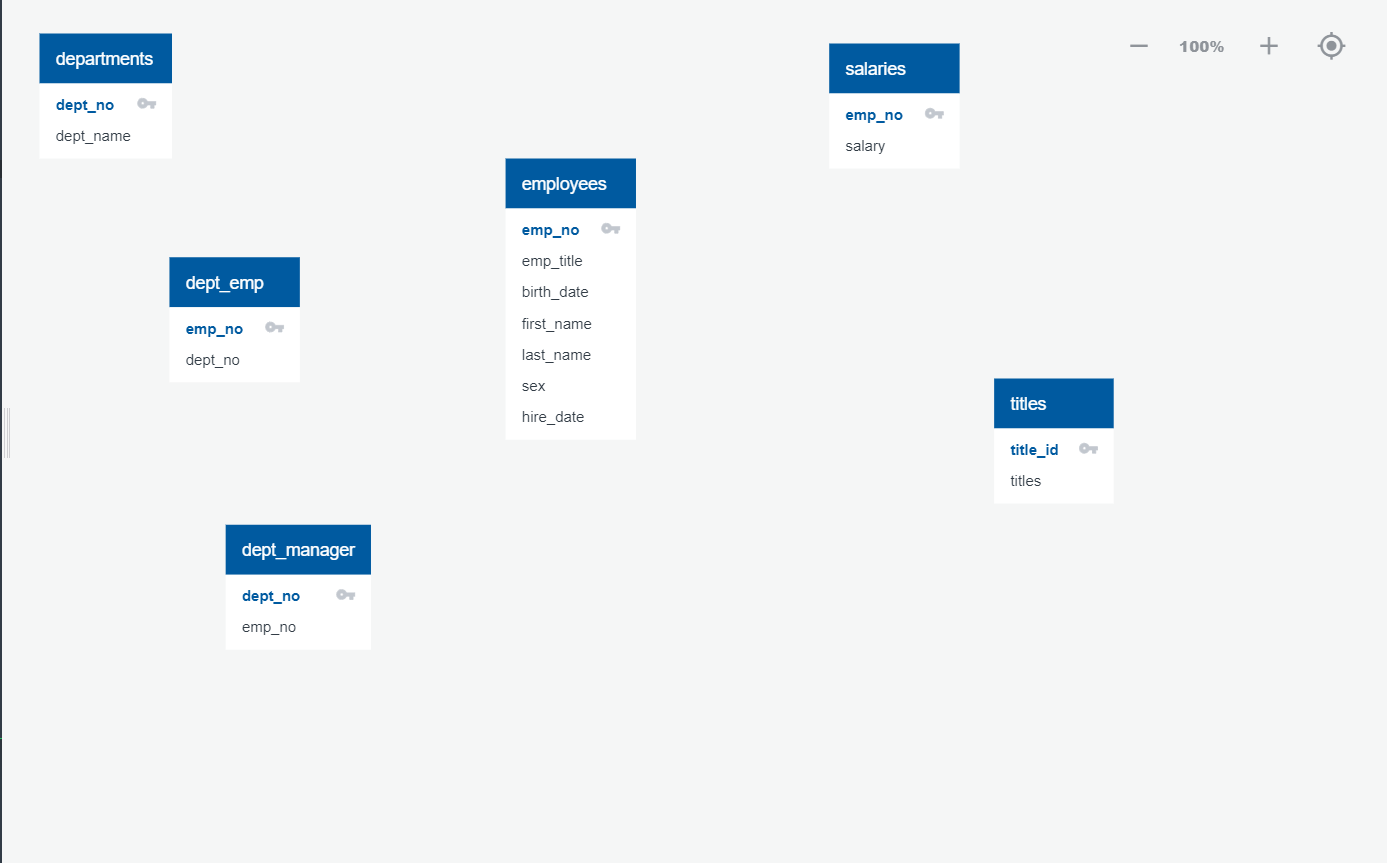 departments
dept_no
dept_name
salaries
emp_no
salary
100%
employees
emp_no
emp_title
birth_date
first_name
last_name
sex
hire_date
dept_emp
emp_no
dept_no
titles
title_id
titles
dept_manager
dept_no
emp_no